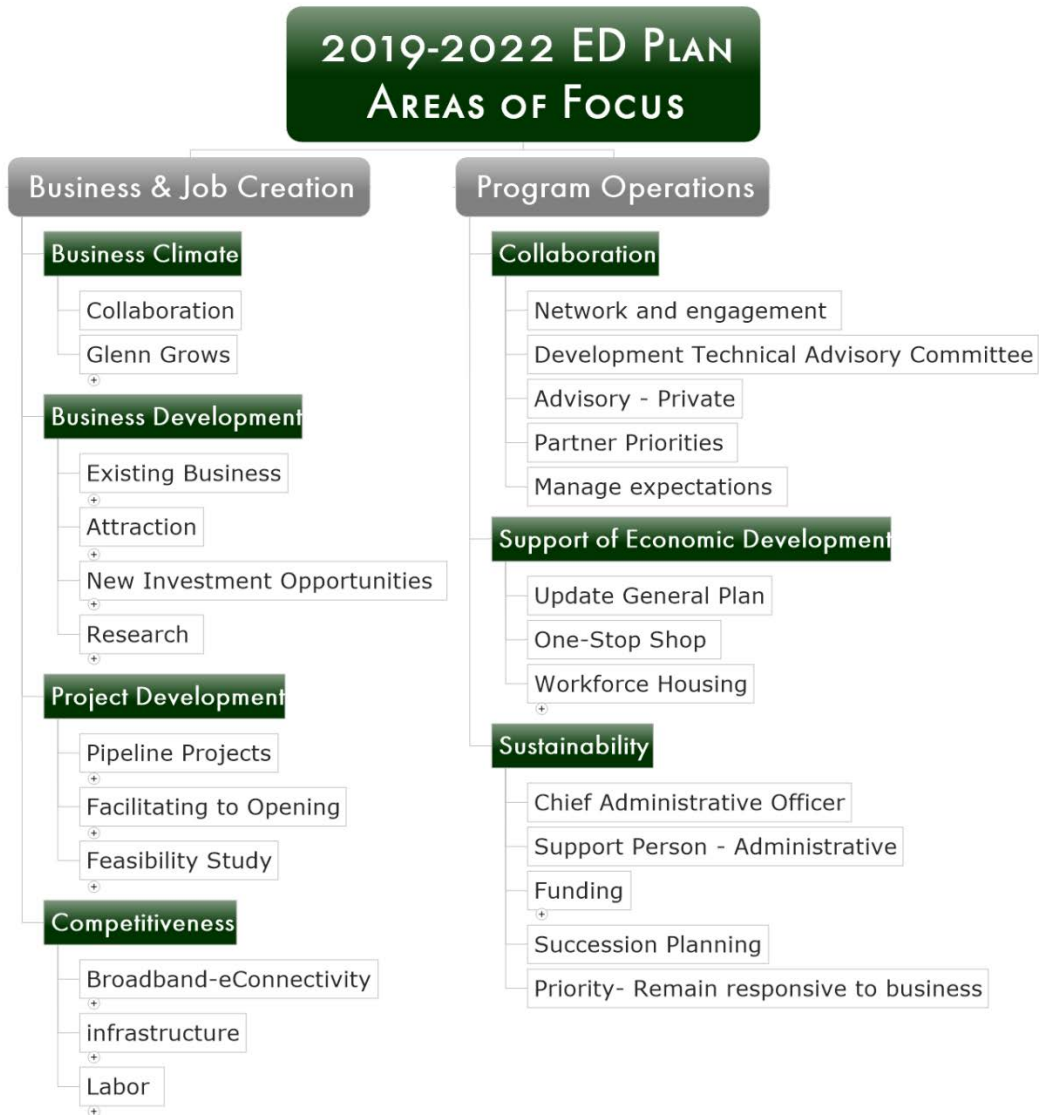 2019-2022 ED Plan
Areas of Focus
Business & Job Creation
Business Climate
Collaboration
Glenn Grows
Business Development
Existing Business
Attraction
New Investment Opportunities
Research
Project Development
Pipeline Projects
Facilitating to Opening
Feasibility Study
Competitiveness
Broadband-eConnectivity
infrastructure
Labor
Program Operations
Collaboration
Network and engagement
Development Technical Advisory Committee
Advisory - Private
Partner Priorities
Manage expectations
Support of Economic Development
Update General Plan
One-Stop Shop
Workforce Housing
Sustainability
Chief Administrative Officer
Support Person - Administrative
Funding
Succession Planning
Priority- Remain responsive to business